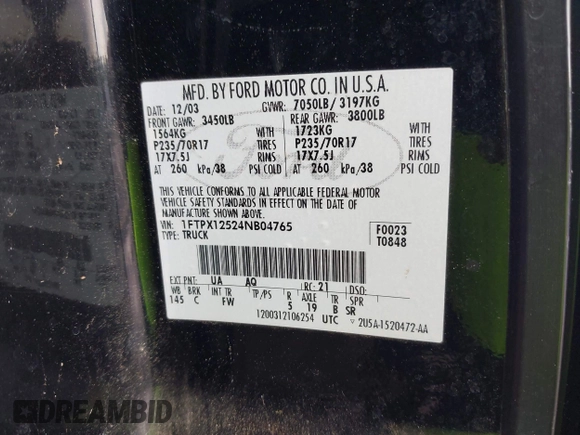 MFD. BY FORD MOTOR CO. IN U.S.A.
DATE: 12/03 GVWR: 7050LB/ 3197KG
FRONT GAWR: 3450LB REAR GAWR: 3800LB
1564KG WITH 1723KG WITH
P235/70R17 TIRES P235/70R17 TIRES
17X7.5J RIMS 17X7.5J RIMS
AT 260 kPa/38 PSI COLD AT 260 kPa/38 PSI COLD
THIS VEHICLE CONFORMS TO ALL APPLICABLE FEDERAL MOTOR
VEHICLE SAFETY STANDARDS IN EFFECT ON THE DATE OF
MANUFACTURE SHOWN ABOVE.
VIN: 1FTPX12524NB04765 F0023
TYPE: TRUCK T0848
EXT PNT: UA AQ RC: 21 DSO:
WB BRK INT TR TP/PS R AXLE TR SPR
145 C FW 5 19 B SR
1200312106254 UTC 2U5A-1520472-AA
Ford
DREAMBID